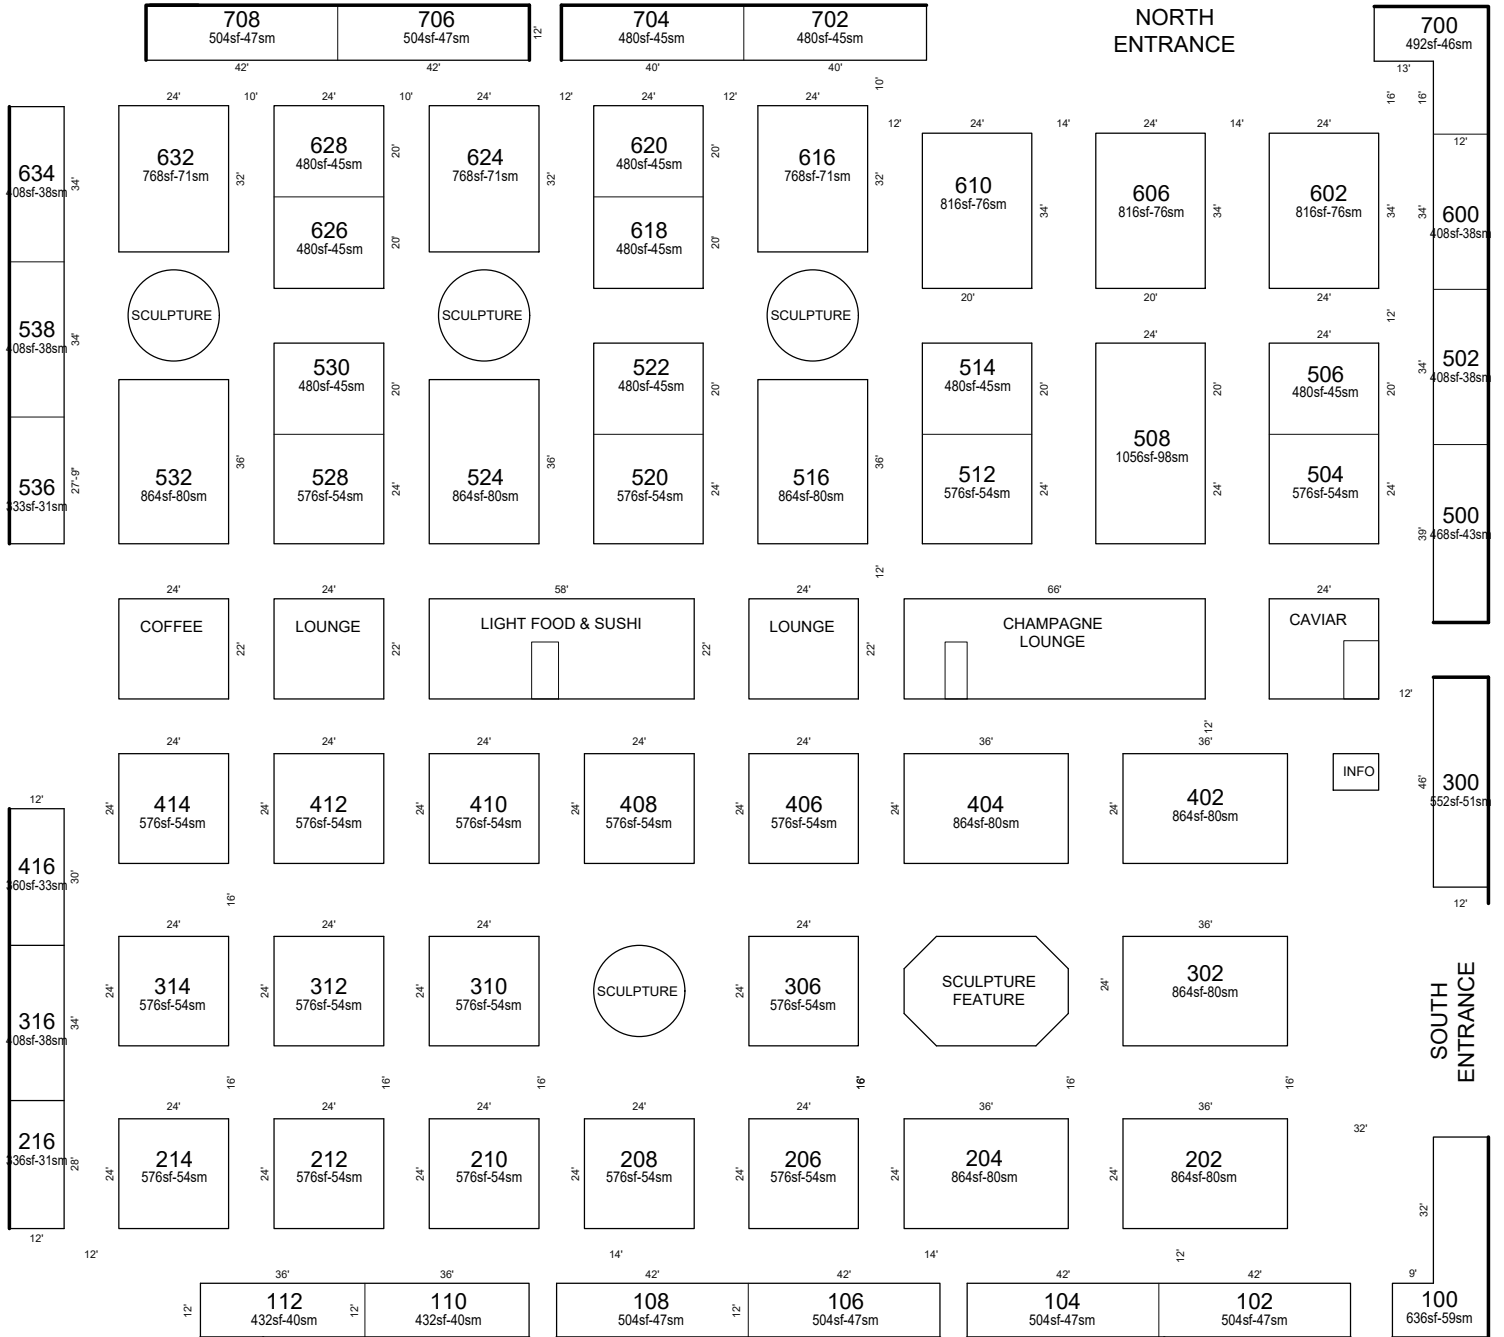 708
504sf-47sm
706
504sf-47sm
12'
704
480sf-45sm
702
480sf-45sm
NORTH
ENTRANCE
700
492sf-46sm
42'
42'
40'
40'
13'
10'
16'
16'
24'
10'
24'
10'
24'
12'
24'
12'
24'
12'
24'
14'
24'
14'
24'
12'
634
408sf-38sm
34'
632
768sf-71sm
32'
628
480sf-45sm
20'
624
768sf-71sm
32'
620
480sf-45sm
20'
616
768sf-71sm
32'
610
816sf-76sm
34'
606
816sf-76sm
34'
602
816sf-76sm
34'
34'
600
408sf-38sm
626
480sf-45sm
20'
618
480sf-45sm
20'
20'
20'
24'
12'
SCULPTURE
SCULPTURE
SCULPTURE
538
408sf-38sm
34'
24'
24'
530
480sf-45sm
20'
522
480sf-45sm
20'
514
480sf-45sm
20'
20'
506
480sf-45sm
20'
34'
502
408sf-38sm
536
333sf-31sm
27'-9"
532
864sf-80sm
36'
528
576sf-54sm
24'
524
864sf-80sm
36'
520
576sf-54sm
24'
516
864sf-80sm
36'
512
576sf-54sm
24'
508
1056sf-98sm
24'
504
576sf-54sm
24'
39'
500
468sf-43sm
12'
24'
24'
58'
24'
66'
24'
COFFEE
22'
LOUNGE
22'
LIGHT FOOD & SUSHI
22'
LOUNGE
22'
CHAMPAGNE
LOUNGE
CAVIAR
12'
12'
24'
24'
24'
24'
24'
36'
36'
INFO
46'
300
552sf-51sm
12'
12'
24'
414
576sf-54sm
24'
412
576sf-54sm
24'
410
576sf-54sm
24'
408
576sf-54sm
24'
406
576sf-54sm
24'
404
864sf-80sm
24'
402
864sf-80sm
416
360sf-33sm
30'
16'
24'
24'
24'
24'
36'
24'
314
576sf-54sm
24'
312
576sf-54sm
24'
310
576sf-54sm
SCULPTURE
24'
306
576sf-54sm
SCULPTURE
FEATURE
24'
302
864sf-80sm
SOUTH
ENTRANCE
316
408sf-38sm
34'
16'
16'
16'
16'
16'
16'
24'
24'
24'
24'
24'
36'
36'
32'
216
336sf-31sm
28'
24'
214
576sf-54sm
24'
212
576sf-54sm
24'
210
576sf-54sm
24'
208
576sf-54sm
24'
206
576sf-54sm
24'
204
864sf-80sm
24'
202
864sf-80sm
32'
12'
12'
14'
14'
12'
36'
36'
42'
42'
42'
42'
9'
12'
112
432sf-40sm
12'
110
432sf-40sm
108
504sf-47sm
12'
106
504sf-47sm
104
504sf-47sm
102
504sf-47sm
100
636sf-59sm